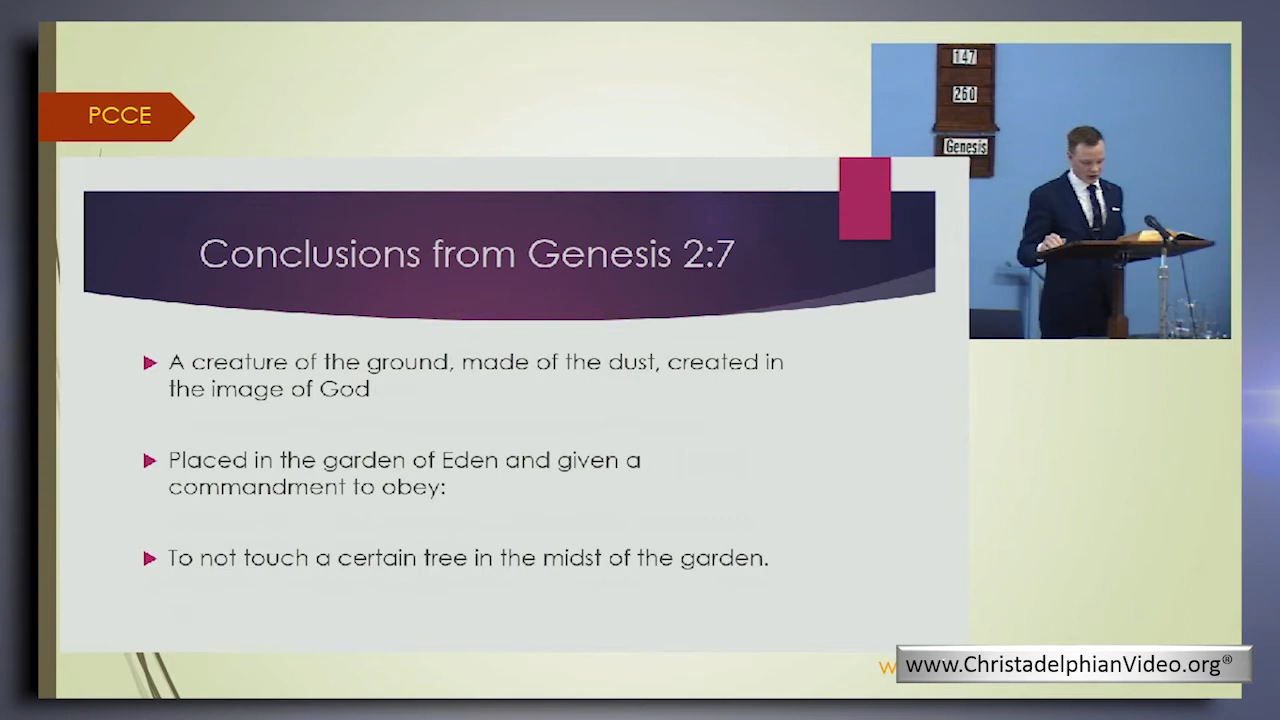 PCCE
147
260
Genesis
Conclusions from Genesis 2:7
A creature of the ground, made of the dust, created in
the image of God
Placed in the garden of Eden and given a
commandment to obey:
To not touch a certain tree in the midst of the garden.
w
www.ChristadelphianVideo.org®